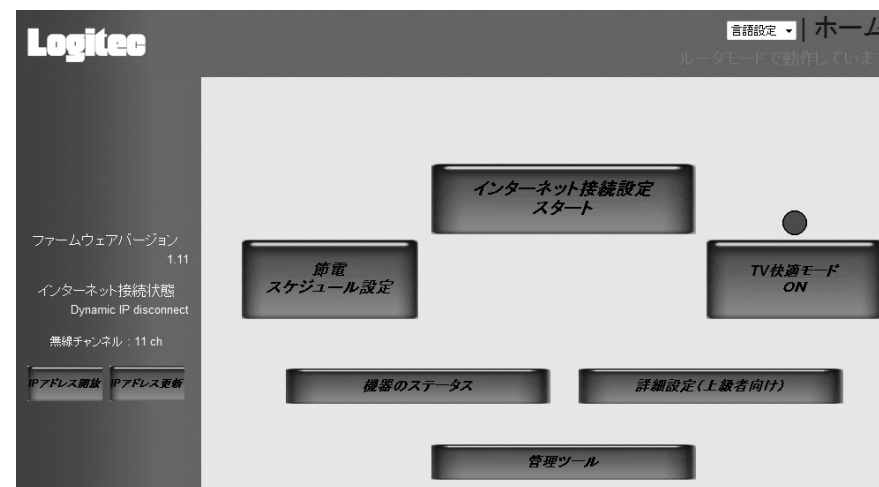 Logitec
言語設定
ホーム
ルータモードで動作しています
インターネット接続設定
スタート
節電
スケジュール設定
TV快適モード
ON
ファームウェアバージョン
1.11
インターネット接続状態
Dynamic IP disconnect
無線チャンネル : 11 ch
IPアドレス開放
IPアドレス更新
機器のステータス
詳細設定(上級者向け)
管理ツール